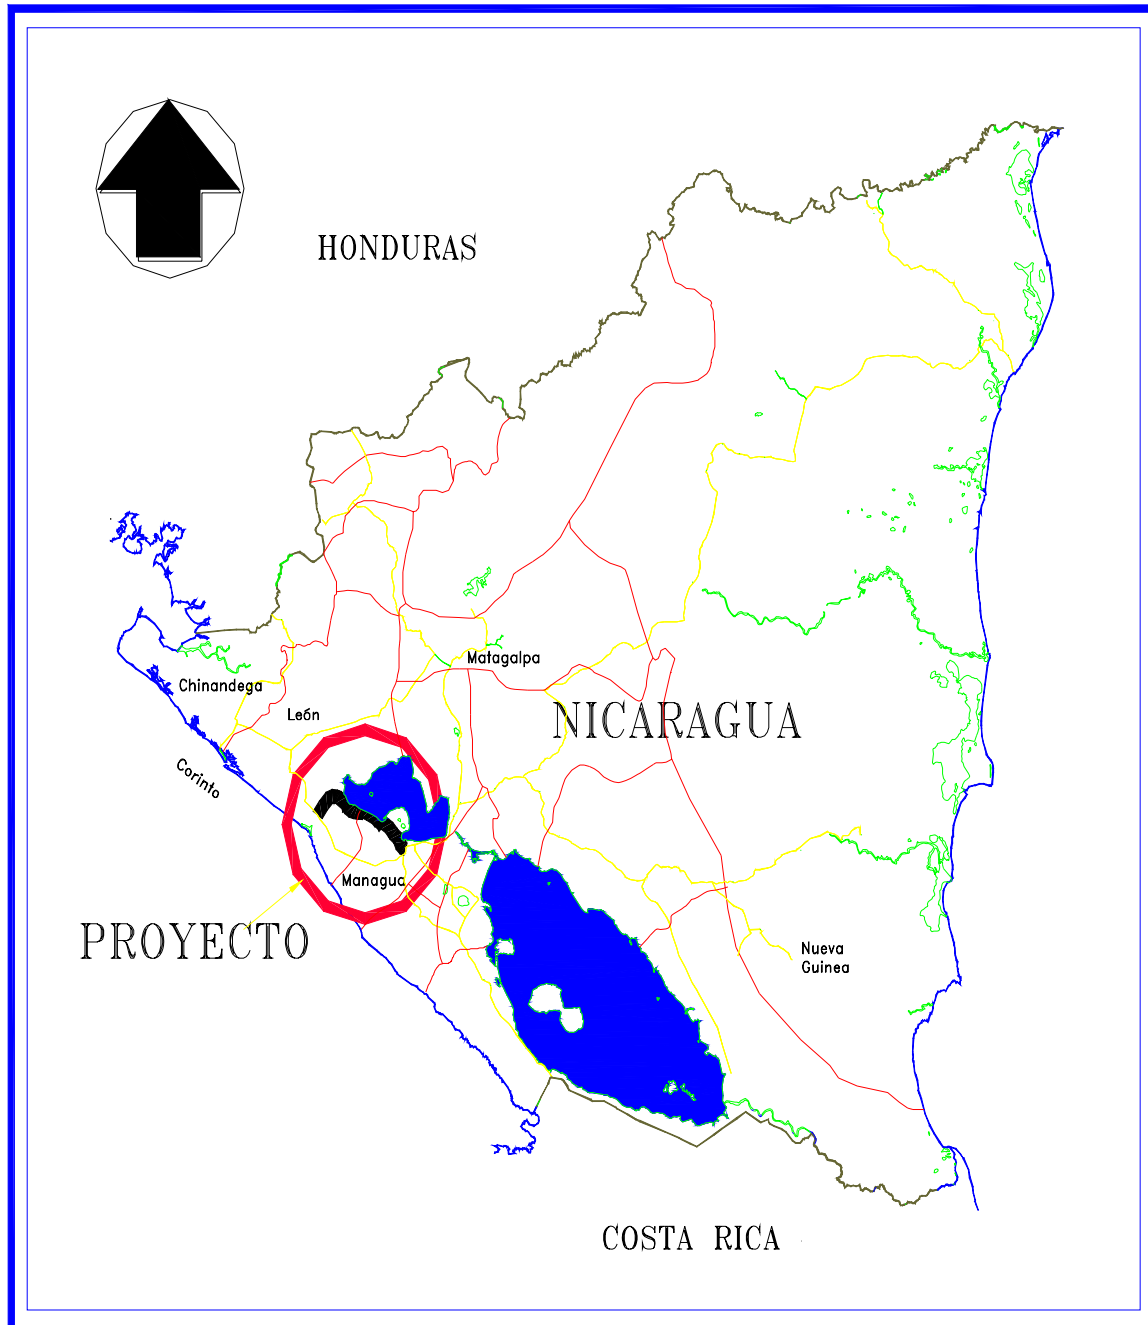 HONDURAS
Matagalpa
Chinandega
León
NICARAGUA
Corinto
Managua
PROYECTO
Nueva
Guinea
COSTA RICA